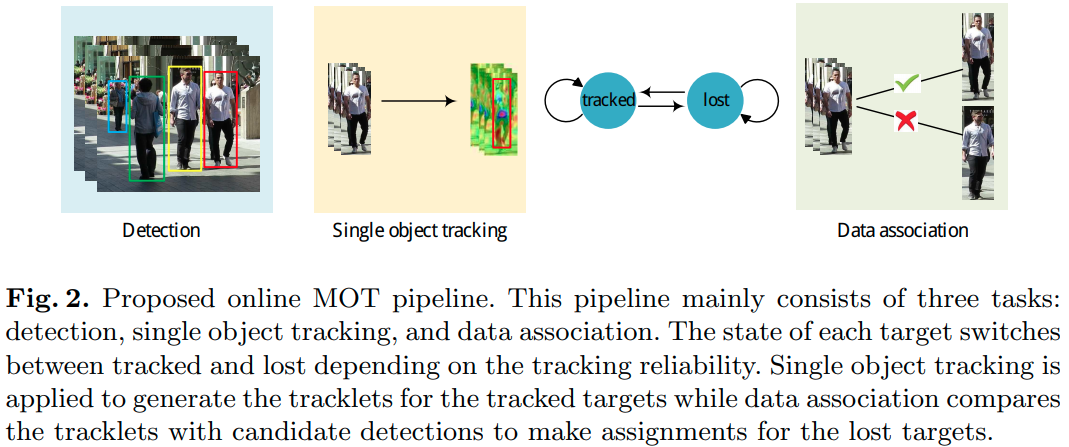 tracked
lost
Detection
Single object tracking
Data association
Fig. 2. Proposed online MOT pipeline. This pipeline mainly consists of three tasks:
detection, single object tracking, and data association. The state of each target switches
between tracked and lost depending on the tracking reliability. Single object tracking is
applied to generate the tracklets for the tracked targets while data association compares
the tracklets with candidate detections to make assignments for the lost targets.